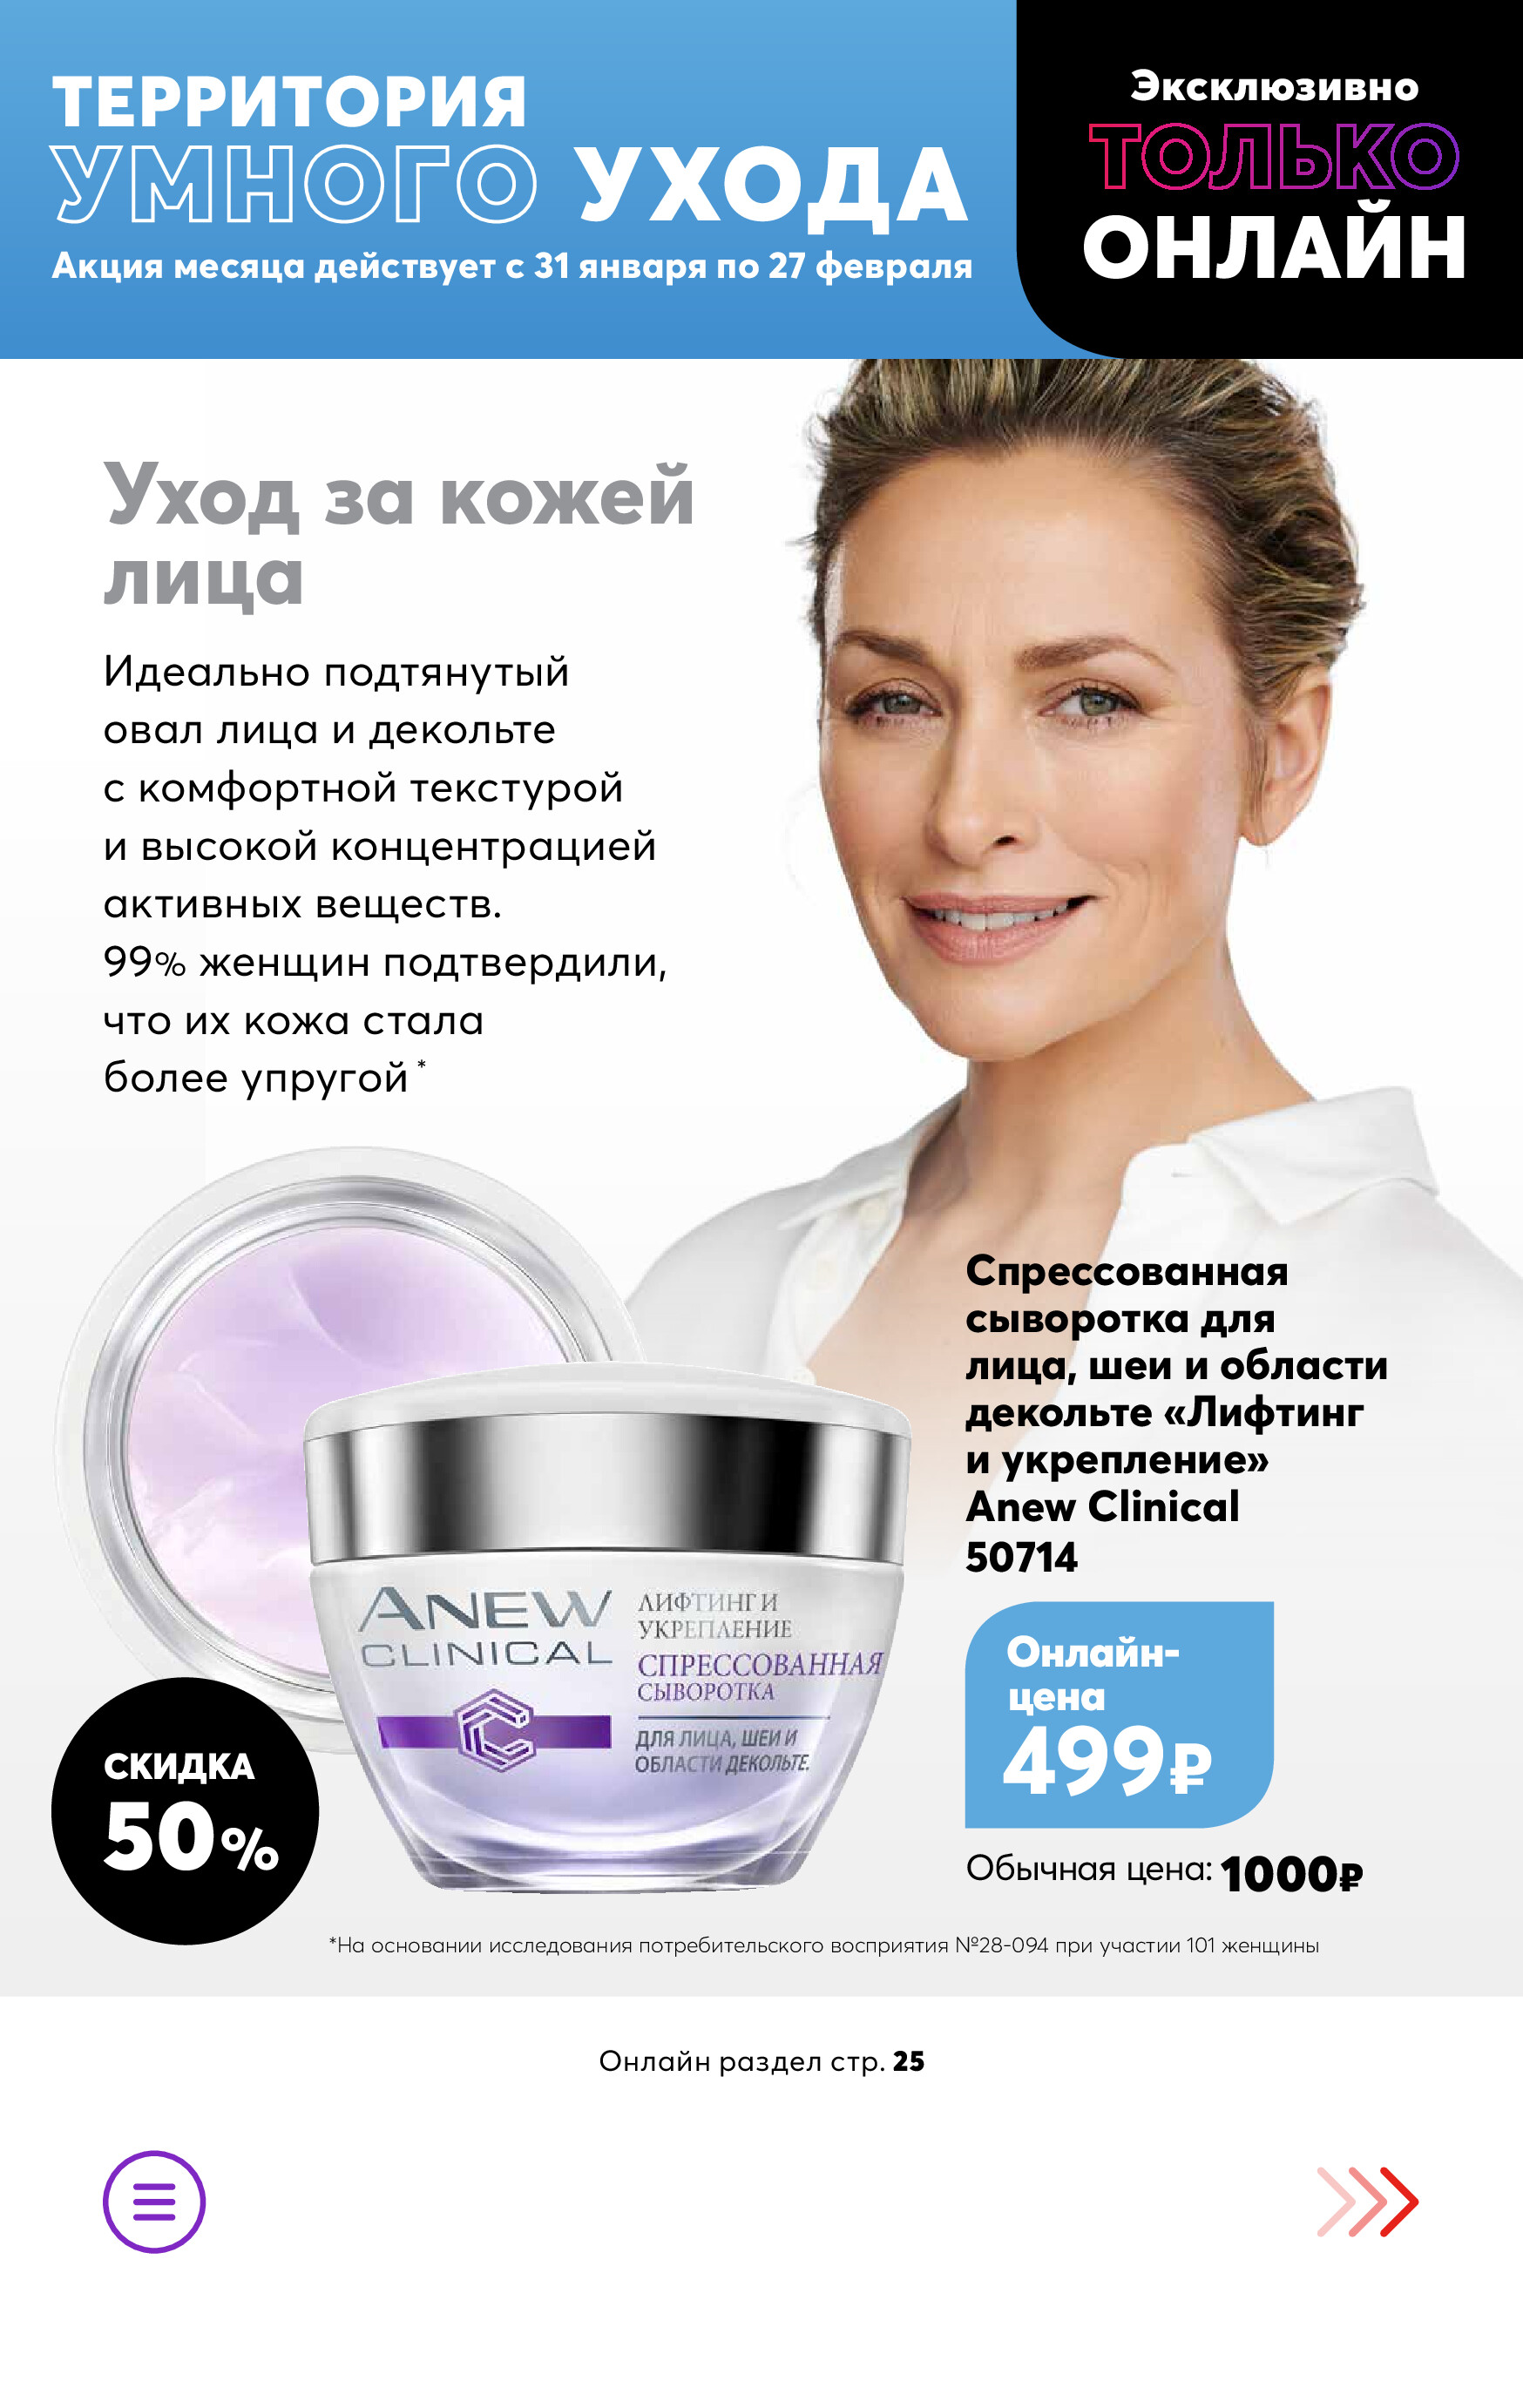 ТЕРРИТОРИЯ
УМНОГО УХОДА
Акция месяца действует с 31 января по 27 февраля
Эксклюзивно
ТОЛЬКО
ОНЛАЙН
Уход за кожей
лица
Идеально подтянутый
овал лица и декольте
с комфортной текстурой
и высокой концентрацией
активных веществ.
99% женщин подтвердили,
что их кожа стала
более упругой *
Спрессованная
сыворотка для
лица, шеи и области
декольте «Лифтинг
и укрепление»
Anew Clinical
50714
ANEW
CLINICAL
ЛИФТИНГ И
УКРЕПЛЕНИЕ
СПРЕССОВАННАЯ
СЫВОРОТКА
ДЛЯ ЛИЦА, ШЕИ И
ОБЛАСТИ ДЕКОЛЬТЕ.
Онлайн-
цена
499₽
Обычная цена: 1000₽
СКИДКА
50%
*На основании исследования потребительского восприятия №28-094 при участии 101 женщины
Онлайн раздел стр. 25